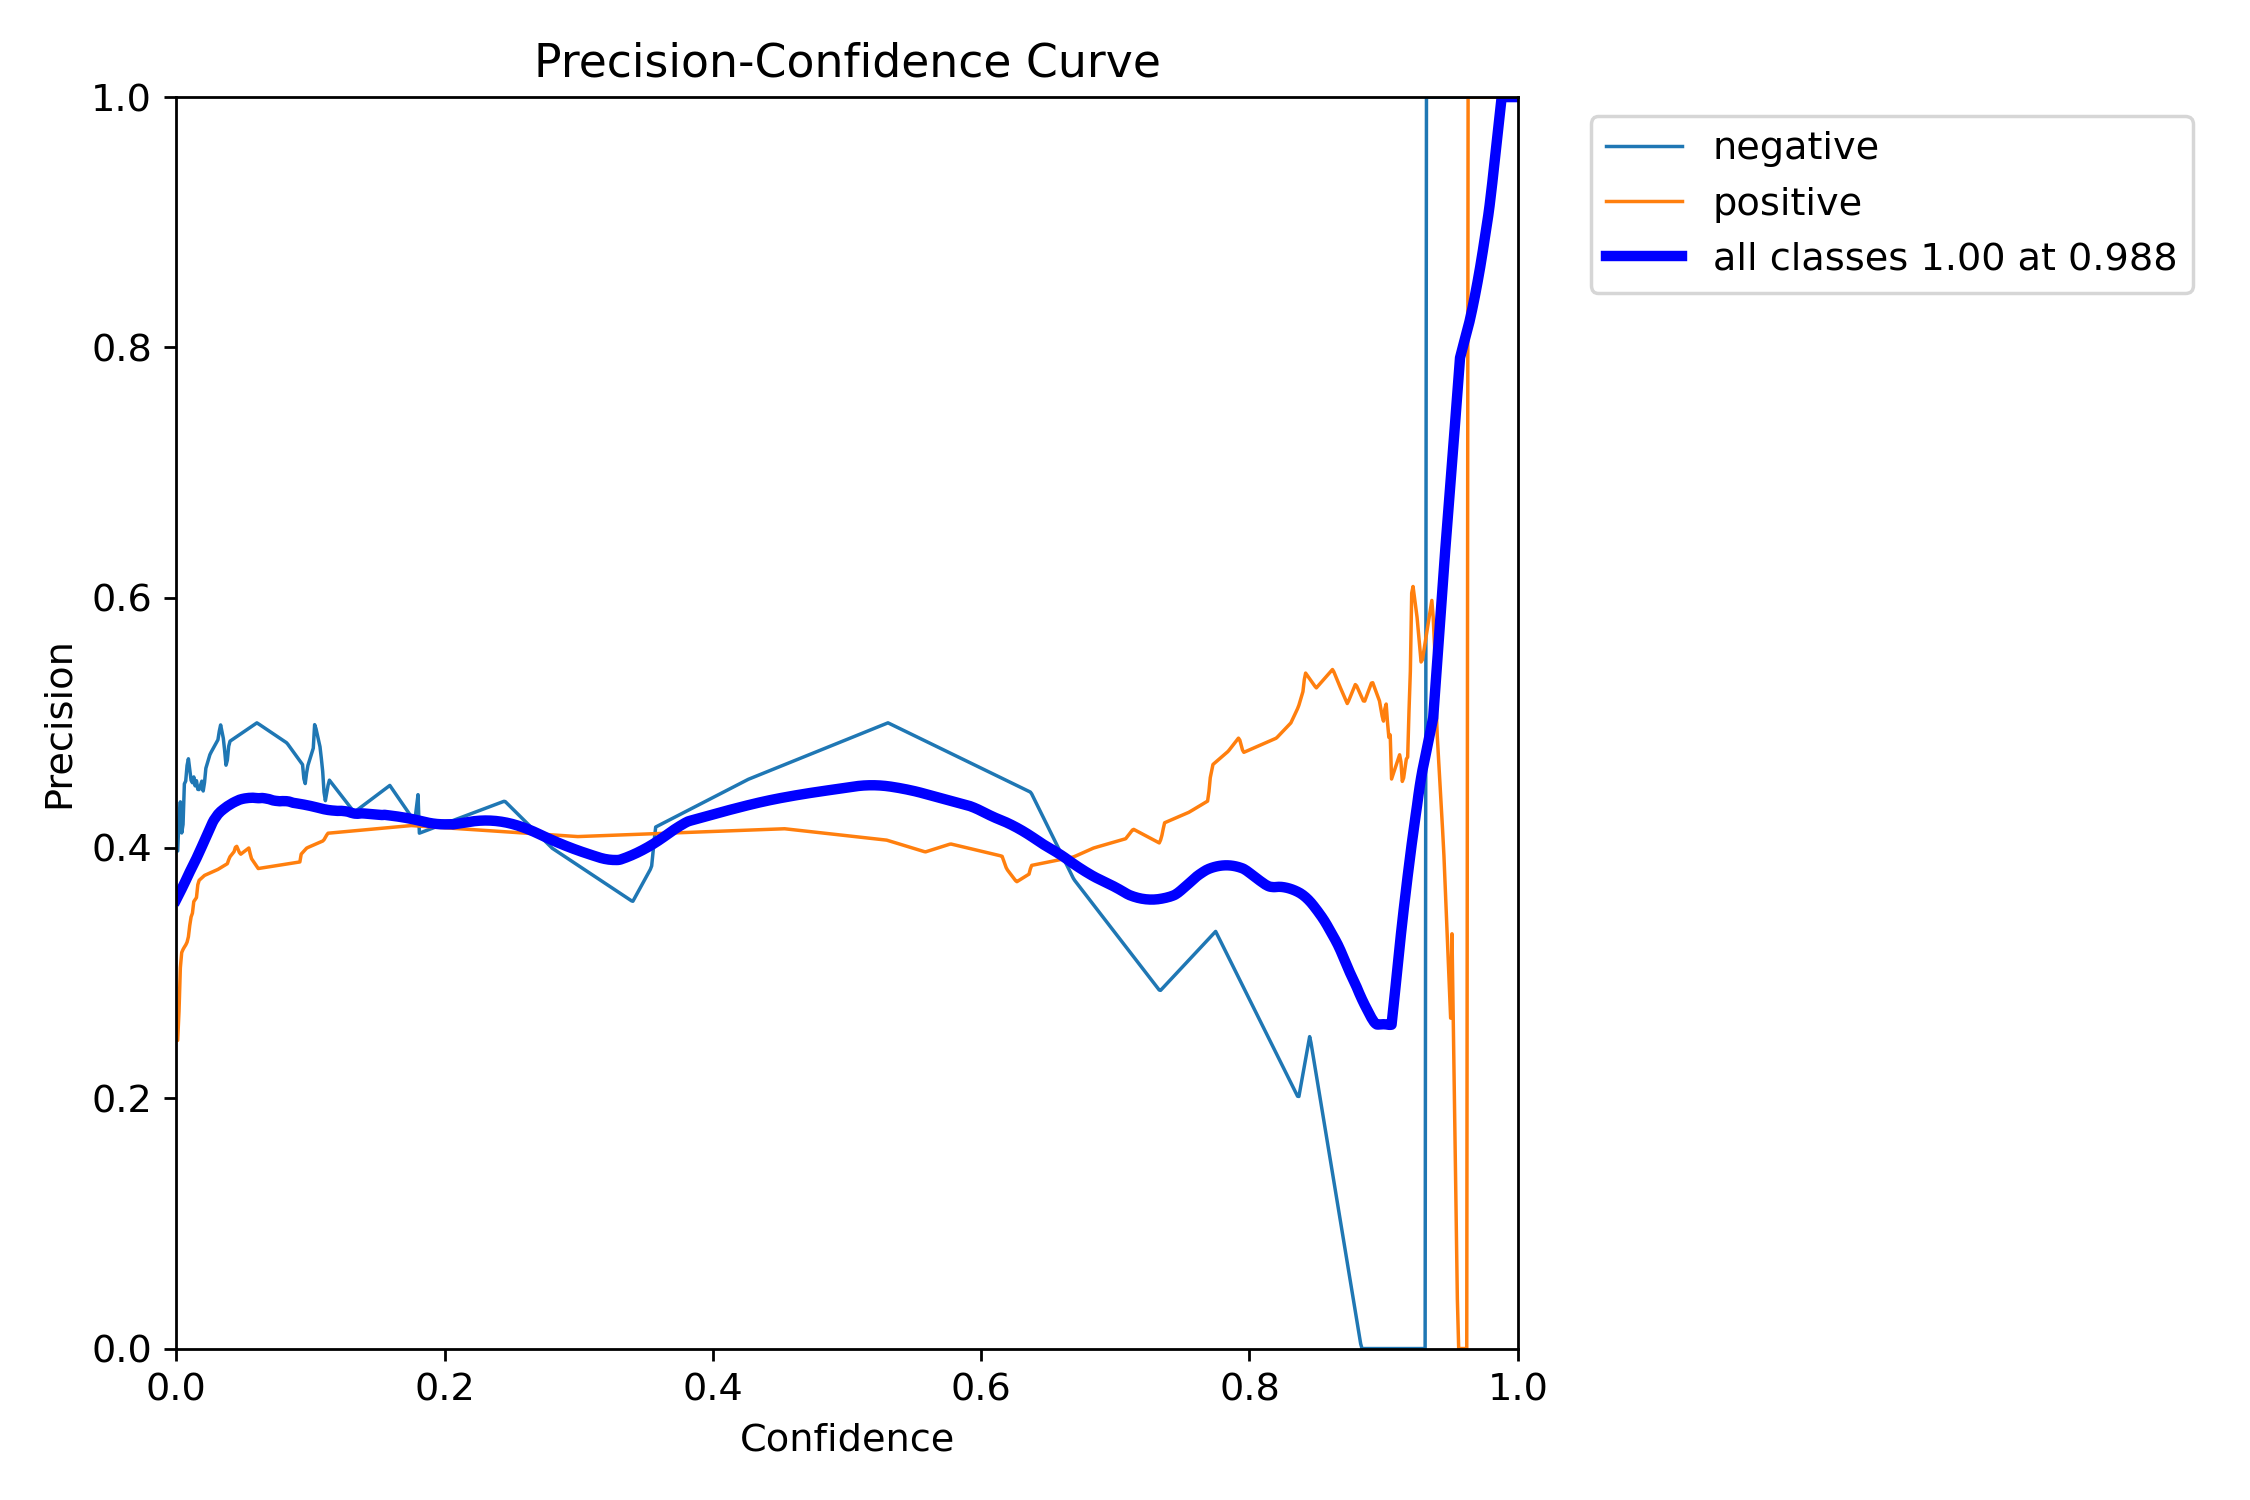 Precision-Confidence Curve
1.0
0.8
0.6
0.4
0.2
0.0
Precision
0.0 0.2 0.4 0.6 0.8 1.0
Confidence
negative
positive
all classes 1.00 at 0.988